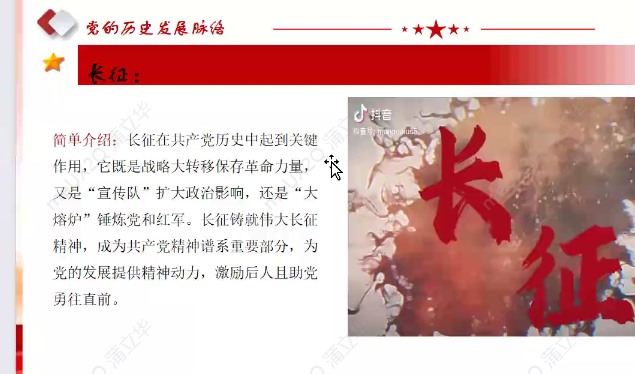 党的历史发展脉络
长征：
简单介绍：长征在共产党历史中起到关键
作用，它既是战略大转移保存革命力量，
又是“宣传队”扩大政治影响，还是“大
熔炉”锤炼党和红军。长征铸就伟大长征
精神，成为共产党精神谱系重要部分，为
党的发展提供精神动力，激励后人且助党
勇往直前。
抖音
长
征
蒲立华